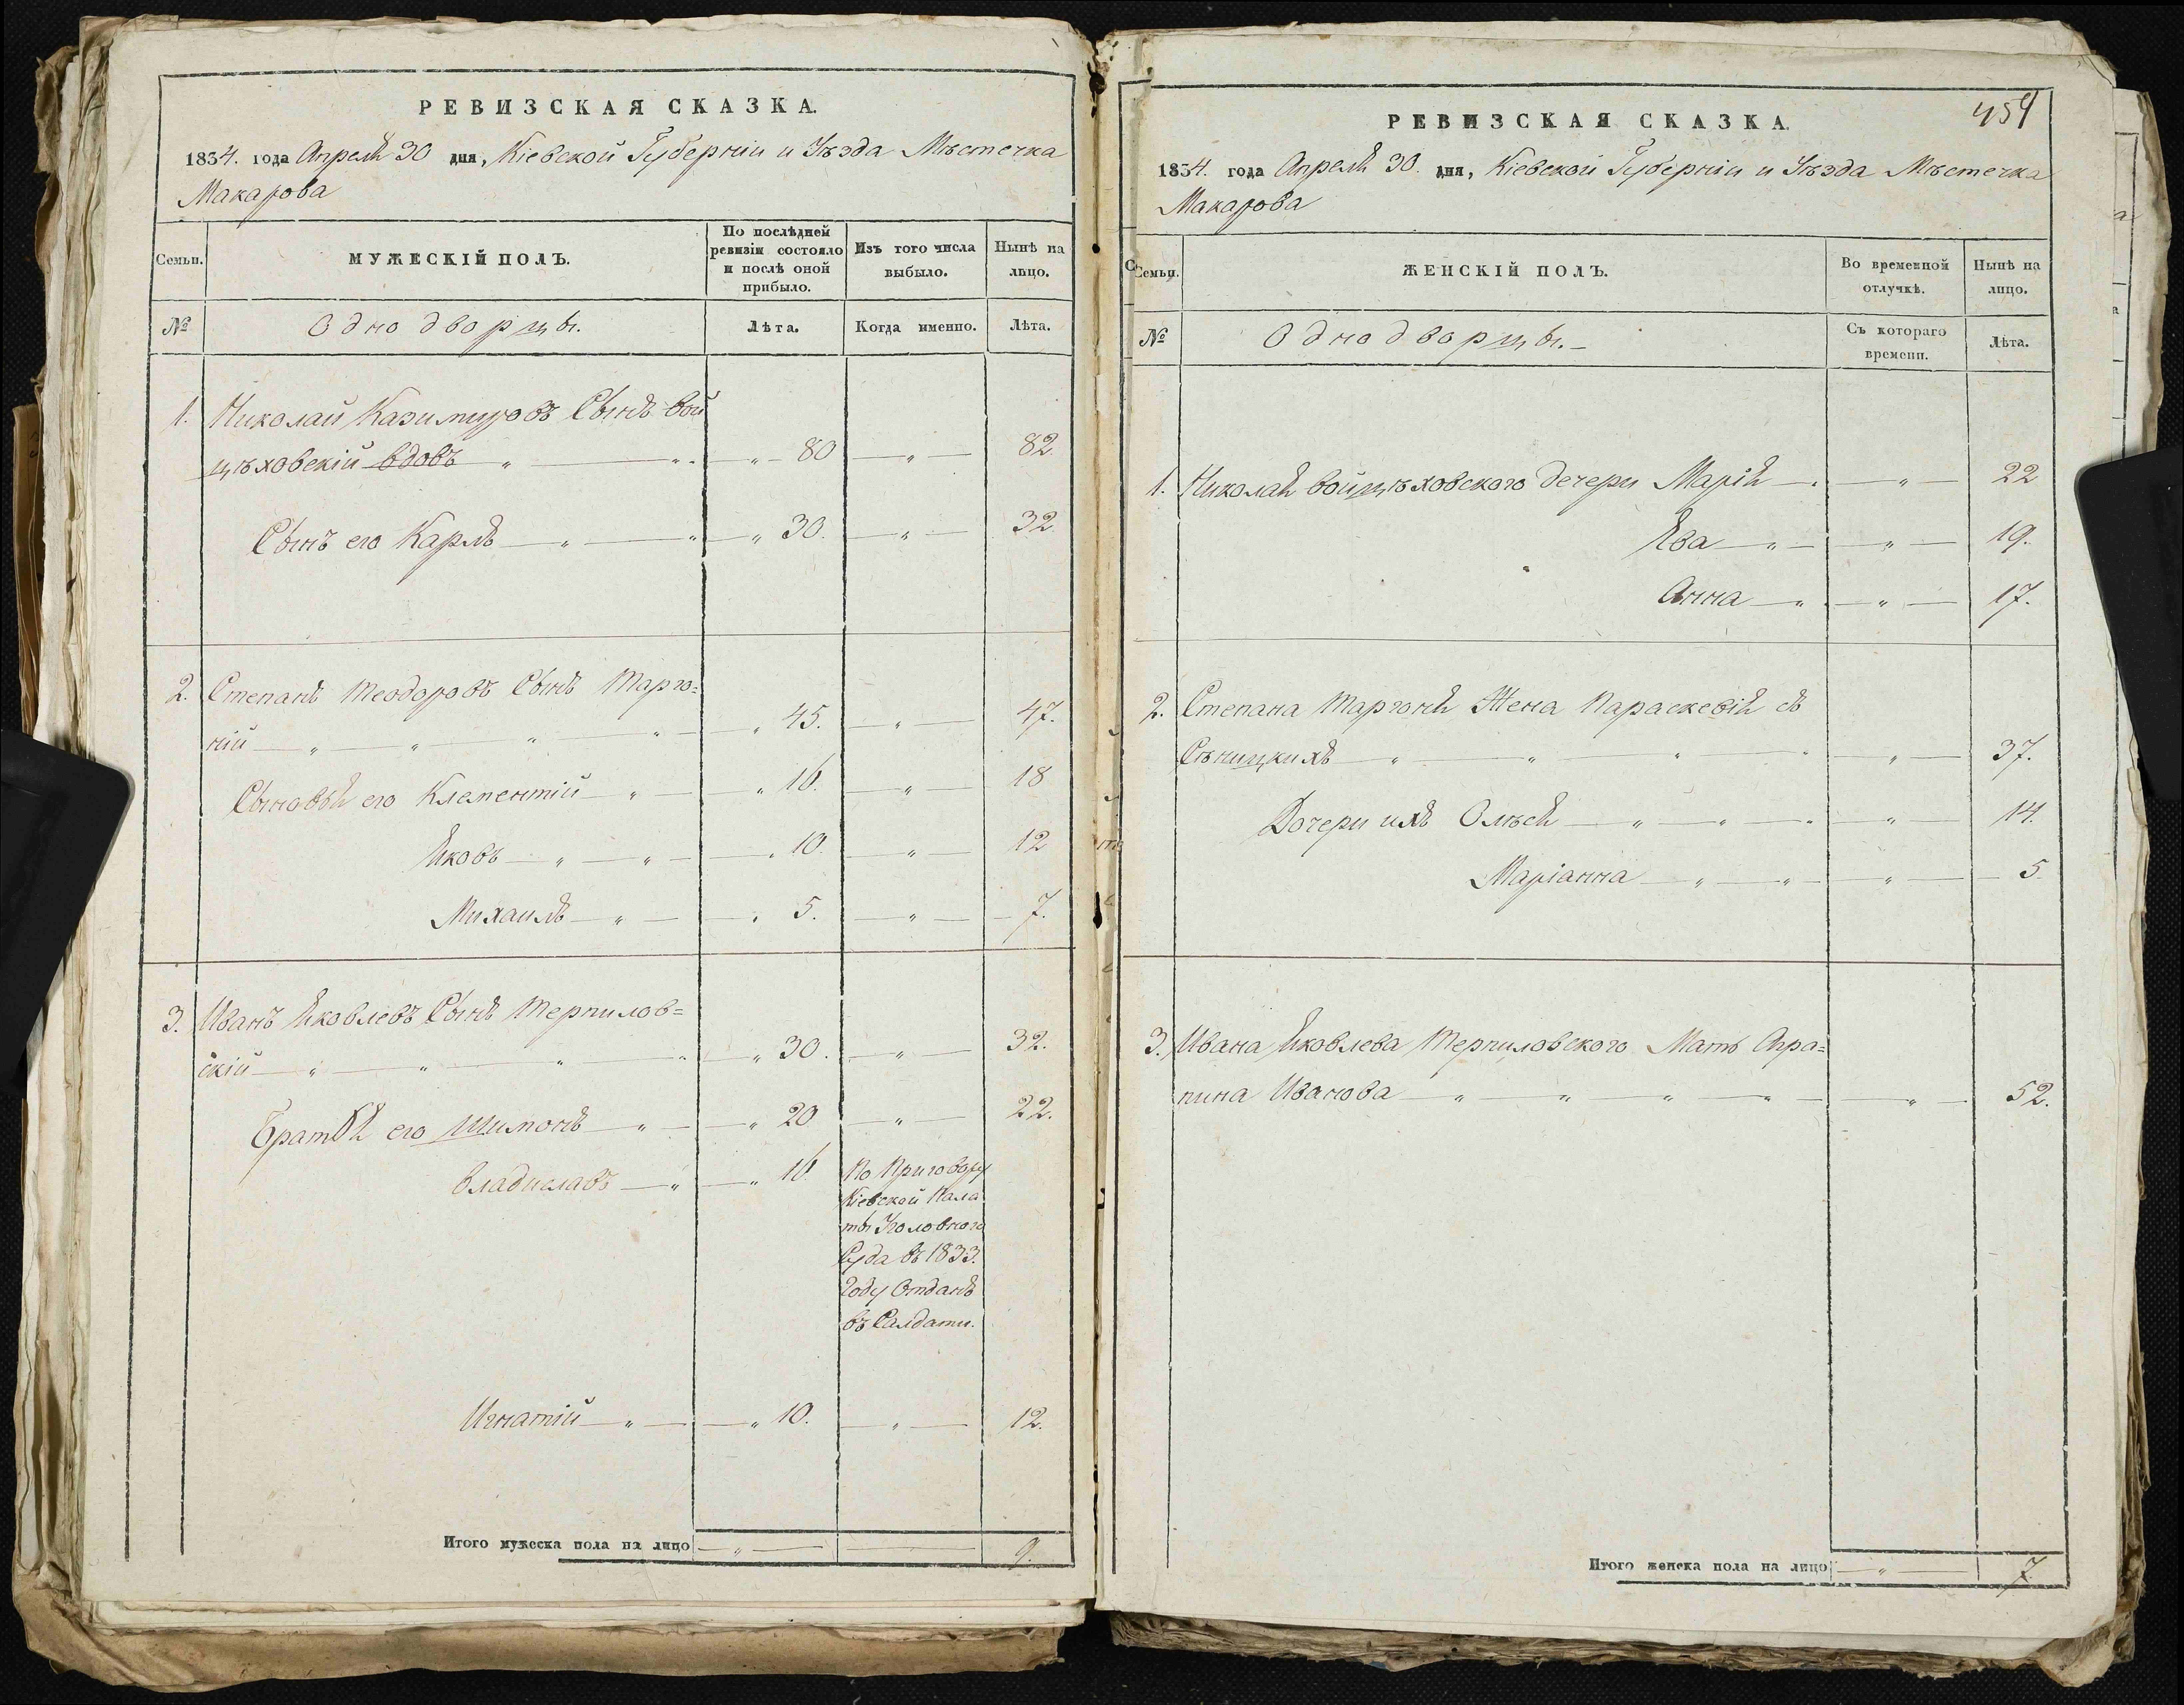 РЕВИЗСКАЯ СКАЗКА.
1834. года Апреля 30 дня, Кіевской Губерніи и Уѣзда Мѣстечка
Макарова
Семьи.
МУЖЕСКІЙ ПОЛЪ.
По послѣдней
ревизіи состояло
и послѣ оной
прибыло.
Изъ того числа
выбыло.
Нынѣ на
лицо.
№
Однодворцы.
Лѣта.
Когда именно.
Лѣта.
1. Николай Казимировъ Сынъ Вой
цѣховскій вдовъ „ — „ — „ 80 — „ — 82
Сынъ его Карлъ — „ — „ — „ 30. — „ — 32
2. Степанъ Теодоровъ Сынъ Марго=
ній — „ — „ — „ — „ — „ 45. — „ — 47.
Сыновья его Клементій — „ — „ 16. — „ — 18
Яковъ — „ — „ — „ 10. — „ — 12
Михаилъ — „ — „ 5. — „ — 7.
3. Иванъ Яковлевъ Сынъ Терпилов=
скій — „ — „ — „ — „ — „ 30. — „ — 32.
Братья его Шимонъ — „ — „ 20 — „ — 22.
Владиславъ — „ — „ 16. По Приговору
Кіевской Пала
ты Уголовного
Суда въ 1833.
Году Отданъ
въ Салдати.
Игнатій — „ — „ 10. — „ — 12.
Итого мужеска пола на лицо — „ — 9.
459
РЕВИЗСКАЯ СКАЗКА.
1834. года Апреля 30. дня, Кіевской Губерніи и Уѣзда Мѣстечка
Макарова
Семьи.
ЖЕНСКІЙ ПОЛЪ.
Во временной
отлучкѣ.
Нынѣ на
лицо.
№
Однодворцы.
Съ котораго
времени.
Лѣта.
1. Николая Войцѣховского дечери Марія — „ — 22
Ева — „ — „ — 19.
Анна — „ — „ — 17.
2. Степана Маргоня Жена Параскевія съ
Сѣницкихъ — „ — „ — „ — „ — „ — 37.
Дочери ихъ Олѣся — „ — „ — „ — „ — 14.
Маріанна — „ — „ — „ — 5.
3. Ивана Яковлева Терпиловского Мать Агра=
пина Иванова — „ — „ — „ — „ — „ — 52.
Итого женска пола на лицо — „ — 7.